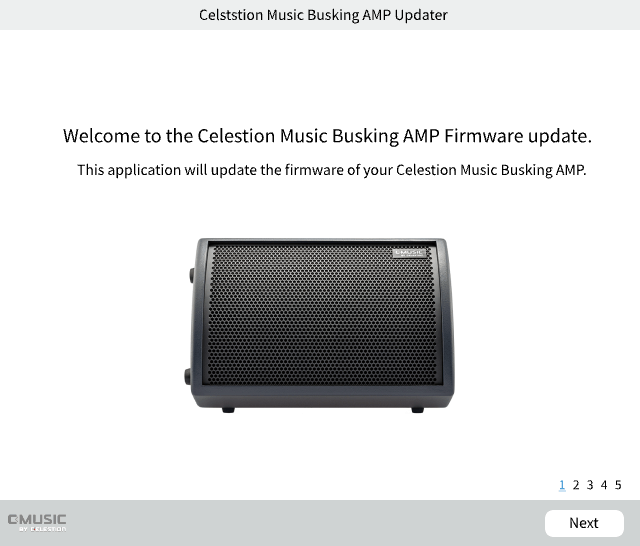 Celststion Music Busking AMP Updater
Welcome to the Celestion Music Busking AMP Firmware update.
This application will update the firmware of your Celestion Music Busking AMP.
CMUSIC
1 2 3 4 5
CMUSIC
BY CELESTION
Next